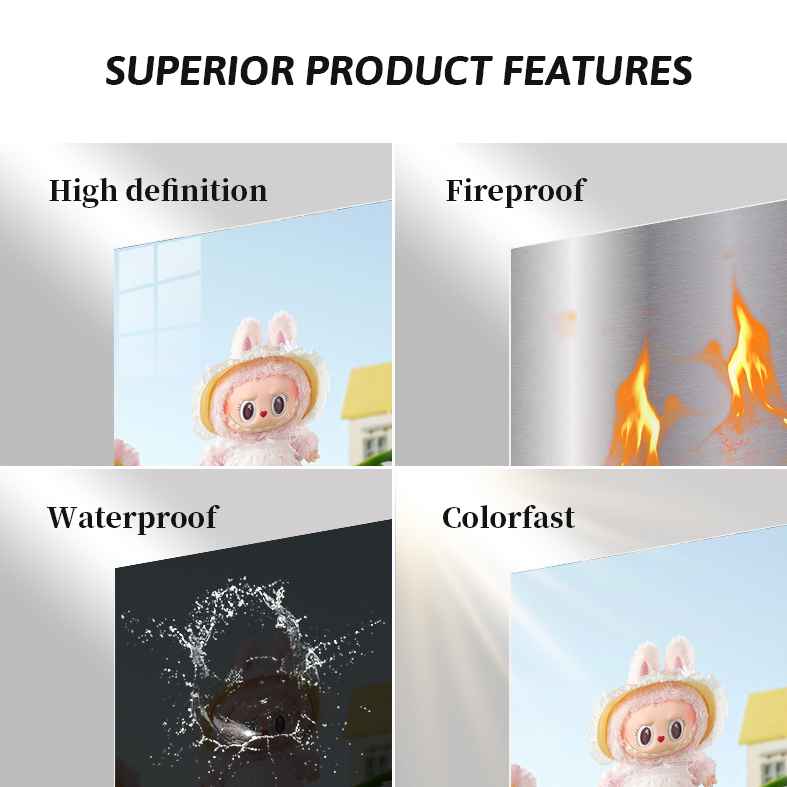 SUPERIOR PRODUCT FEATURES
High definition
Fireproof
Waterproof
Colorfast